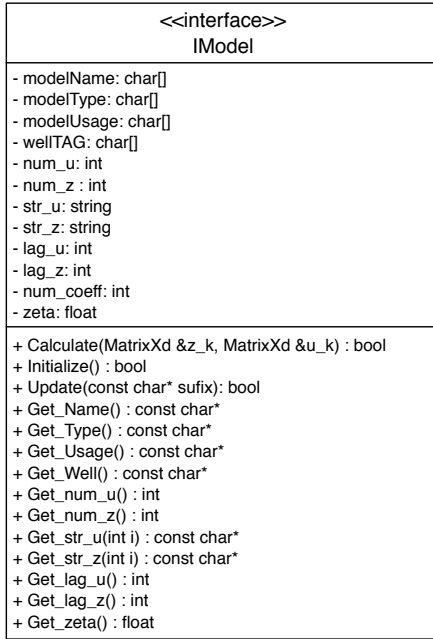 <<interface>>
IModel
- modelName: char[]
- modelType: char[]
- modelUsage: char[]
- wellTAG: char[]
- num_u: int
- num_z : int
- str_u: string
- str_z: string
- lag_u: int
- lag_z: int
- num_coeff: int
- zeta: float
+ Calculate(MatrixXd &z_k, MatrixXd &u_k) : bool
+ Initialize() : bool
+ Update(const char* sufix): bool
+ Get_Name() : const char*
+ Get_Type() : const char*
+ Get_Usage() : const char*
+ Get_Well() : const char*
+ Get_num_u() : int
+ Get_num_z() : int
+ Get_str_u(int i) : const char*
+ Get_str_z(int i) : const char*
+ Get_lag_u() : int
+ Get_lag_z() : int
+ Get_zeta() : float